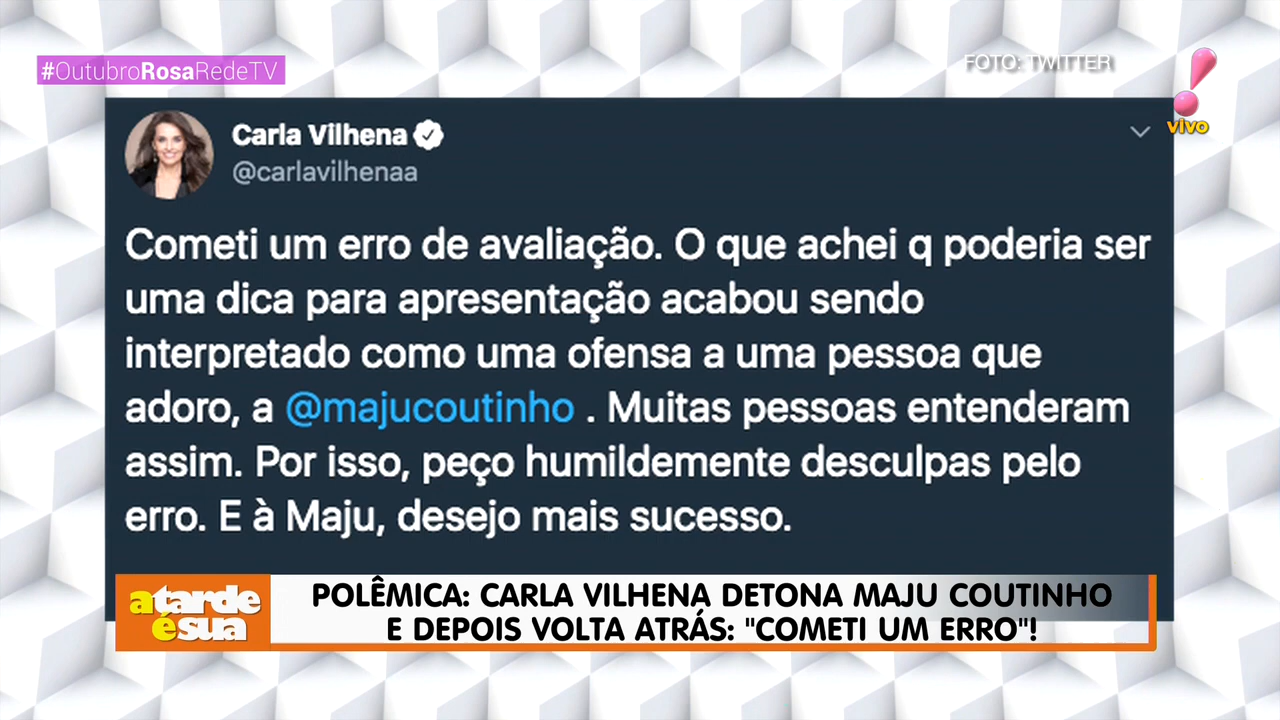 #OutubroRosaRedeTV
FOTO: TWITTER
vivo
Carla Vilhena
@carlavilhenaa
Cometi um erro de avaliação. O que achei q poderia ser
uma dica para apresentação acabou sendo
interpretado como uma ofensa a uma pessoa que
adoro, a @majucoutinho . Muitas pessoas entenderam
assim. Por isso, peço humildemente desculpas pelo
erro. E à Maju, desejo mais sucesso.
a tarde
é sua
POLÊMICA: CARLA VILHENA DETONA MAJU COUTINHO
E DEPOIS VOLTA ATRÁS: "COMETI UM ERRO"!